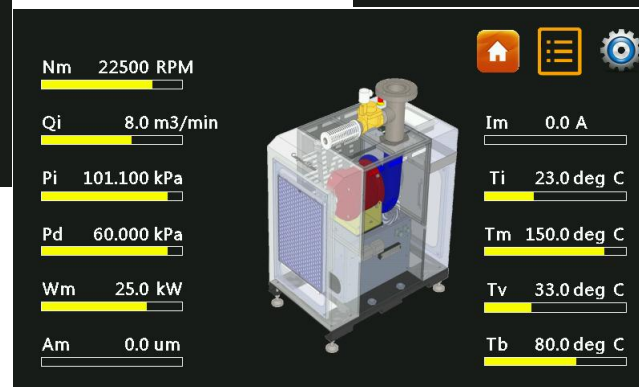 Nm 22500 RPM
Qi 8.0 m3/min
Pi 101.100 kPa
Pd 60.000 kPa
Wm 25.0 kW
Am 0.0 um
Im 0.0 A
Ti 23.0 deg C
Tm 150.0 deg C
Tv 33.0 deg C
Tb 80.0 deg C